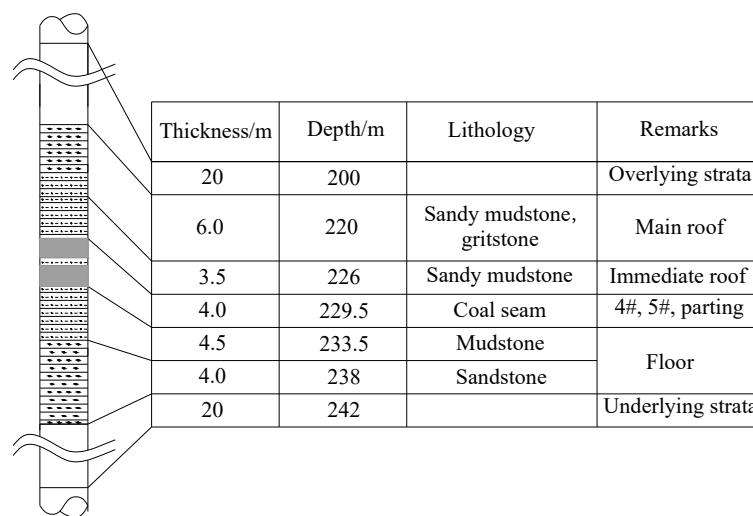 Thickness/m Depth/m Lithology Remarks
20 200 Overlying strata
6.0 220 Sandy mudstone, gritstone Main roof
3.5 226 Sandy mudstone Immediate roof
4.0 229.5 Coal seam 4#, 5#, parting
4.5 233.5 Mudstone Floor
4.0 238 Sandstone
20 242 Underlying strata